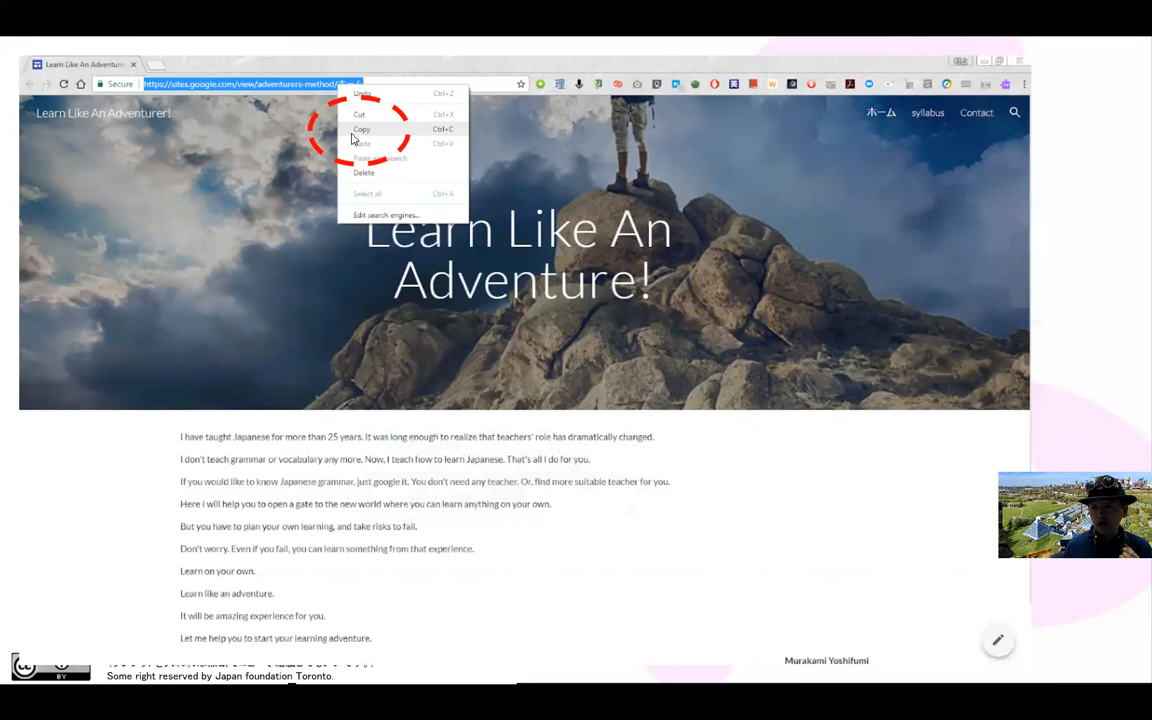 Learn Like An Adventure
Secure
https://sites.google.com/view/adventurers-method/
Undo Ctrl+Z
Cut Ctrl+X
Copy Ctrl+C
Paste Ctrl+V
Paste and search
Delete
Select all Ctrl+A
Edit search engines...
Learn Like An Adventurer!
ホーム syllabus Contact
Learn Like An
Adventure!
I have taught Japanese for more than 25 years. It was long enough to realize that teachers' role has dramatically changed.
I don't teach grammar or vocabulary any more. Now, I teach how to learn Japanese. That's all I do for you.
If you would like to know Japanese grammar, just google it. You don't need any teacher. Or, find more suitable teacher for you.
Here I will help you to open a gate to the new world where you can learn anything on your own.
But you have to plan your own learning, and take risks to fail.
Don't worry. Even if you fail, you can learn something from that experience.
Learn on your own.
Learn like an adventure.
It will be amazing experience for you.
Let me help you to start your learning adventure.
Murakami Yoshifumi
cc
BY
Some right reserved by Japan foundation Toronto.